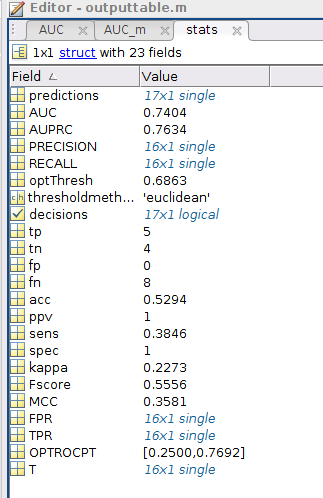 Editor - outputtable.m
AUC
AUC_m
stats
1x1 struct with 23 fields
Field Value
predictions 17x1 single
AUC 0.7404
AUPRC 0.7634
PRECISION 16x1 single
RECALL 16x1 single
optThresh 0.6863
ch thresholdmeth... 'euclidean'
decisions 17x1 logical
tp 5
tn 4
fp 0
fn 8
acc 0.5294
ppv 1
sens 0.3846
spec 1
kappa 0.2273
Fscore 0.5556
MCC 0.3581
FPR 16x1 single
TPR 16x1 single
OPTROCPT [0.2500,0.7692]
T 16x1 single